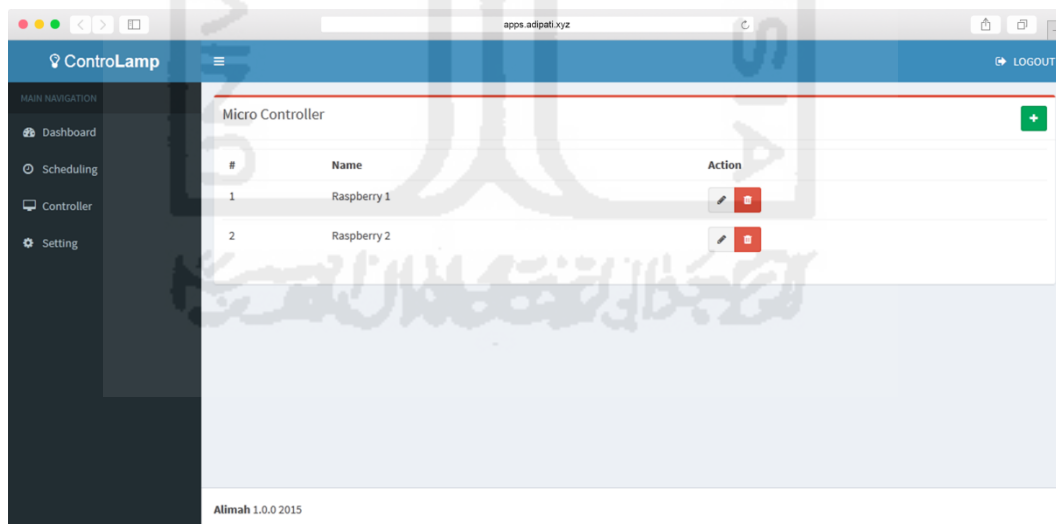 apps.adipati.xyz
ControLamp
LOGOUT
MAIN NAVIGATION
Dashboard
Scheduling
Controller
Setting
Micro Controller
+
# Name Action
1 Raspberry 1
2 Raspberry 2
Alimah 1.0.0 2015